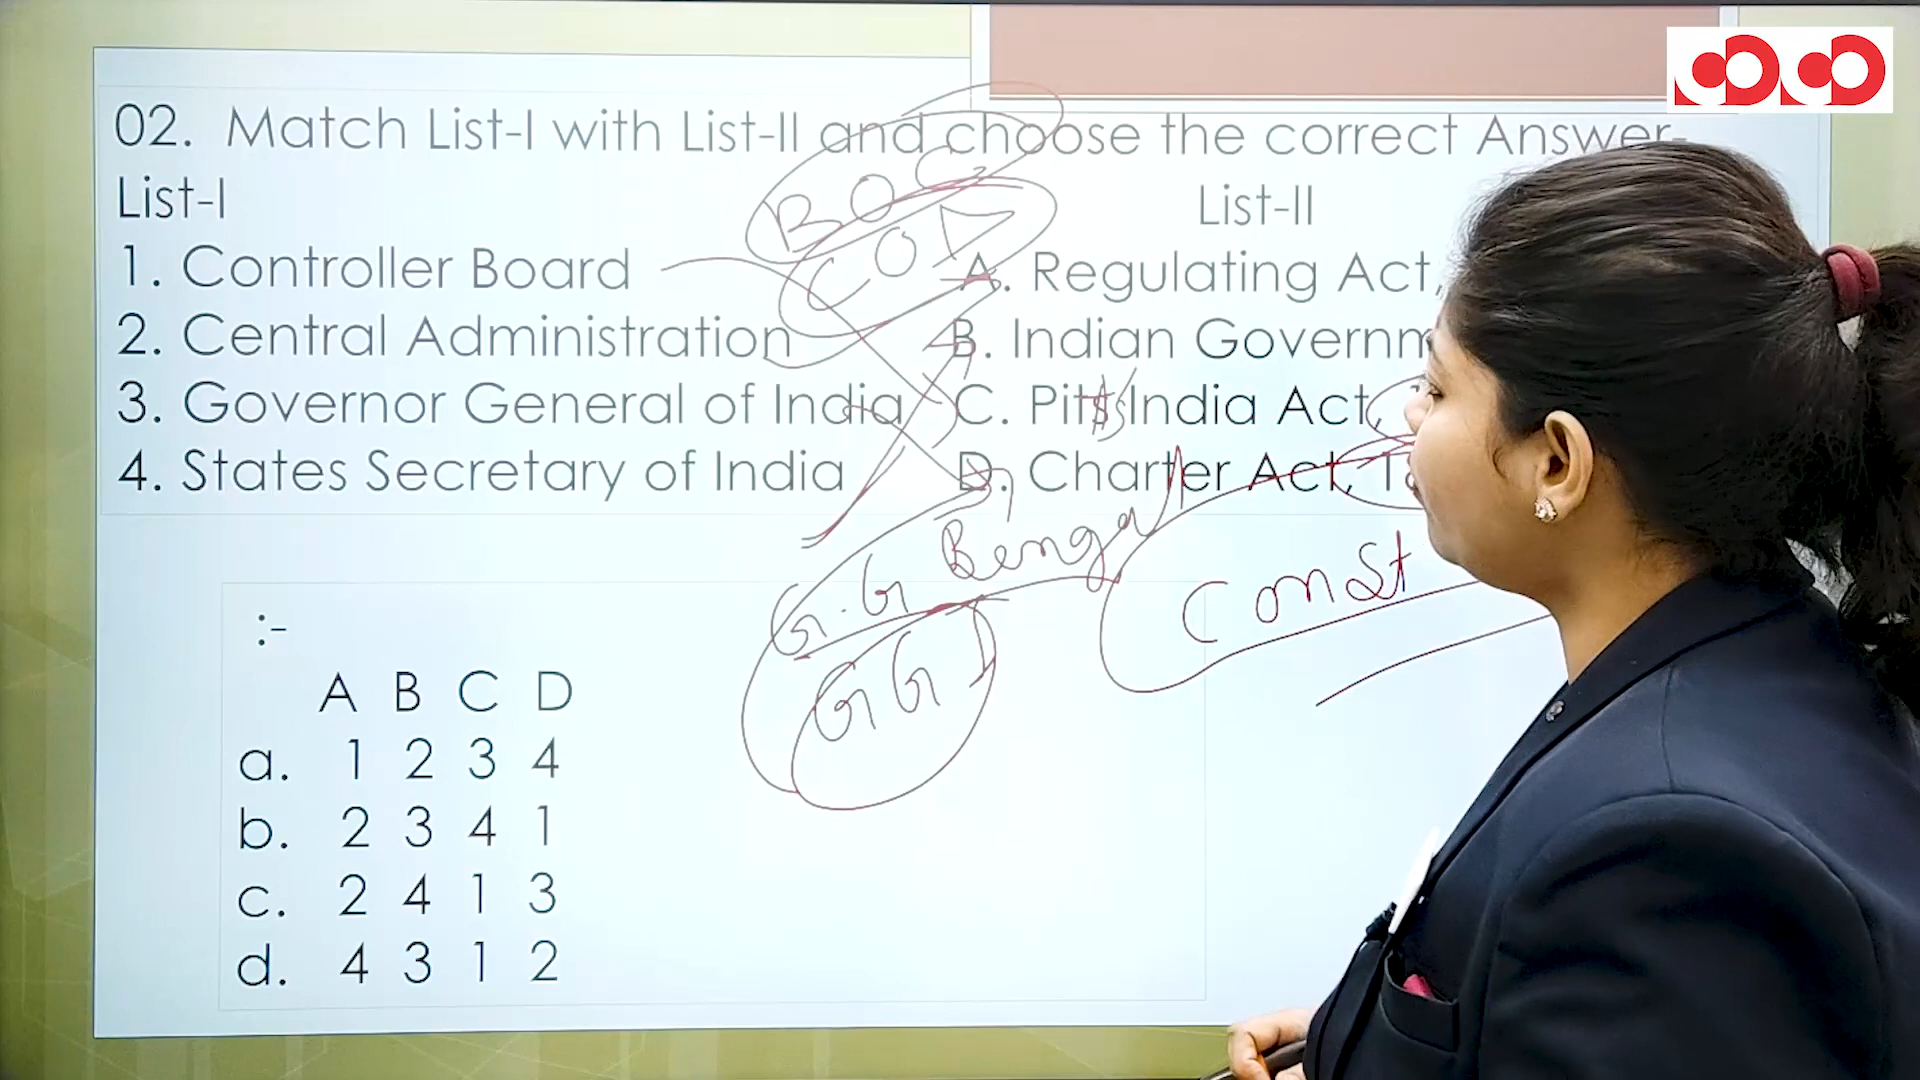 02. Match List-I with List-II and choose the correct Answer-
List-I List-II
1. Controller Board A. Regulating Act,
2. Central Administration B. Indian
3. Governor General of India C. Pitts India Act,
4. States Secretary of India D. Charter Act,
BOC
COD
G.G Bengal
GGI
Const
:-
A B C D
a. 1 2 3 4
b. 2 3 4 1
c. 2 4 1 3
d. 4 3 1 2